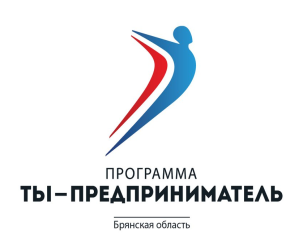 ПРОГРАММА
ТЫ–ПРЕДПРИНИМАТЕЛЬ
Брянская область